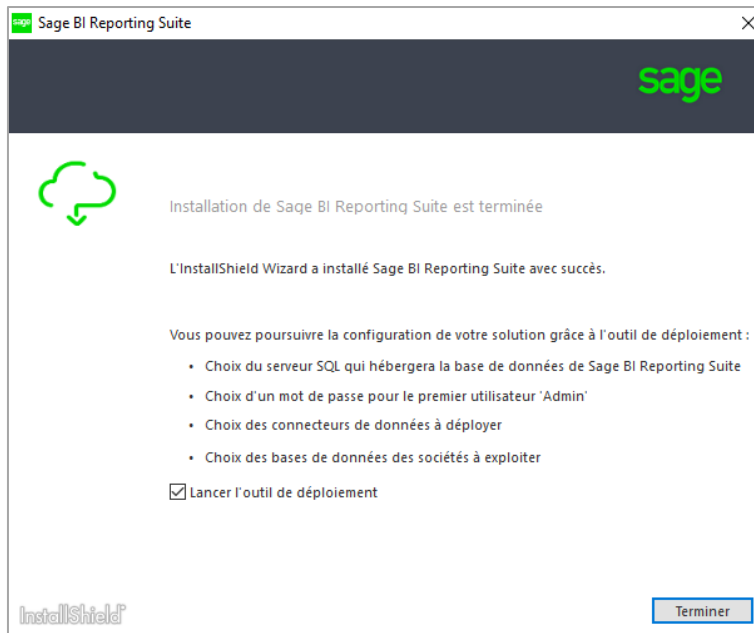 sage Sage BI Reporting Suite
sage
Installation de Sage BI Reporting Suite est terminée
L'InstallShield Wizard a installé Sage BI Reporting Suite avec succès.
Vous pouvez poursuivre la configuration de votre solution grâce à l'outil de déploiement :
• Choix du serveur SQL qui hébergera la base de données de Sage BI Reporting Suite
• Choix d'un mot de passe pour le premier utilisateur 'Admin'
• Choix des connecteurs de données à déployer
• Choix des bases de données des sociétés à exploiter
Lancer l'outil de déploiement
InstallShield
Terminer